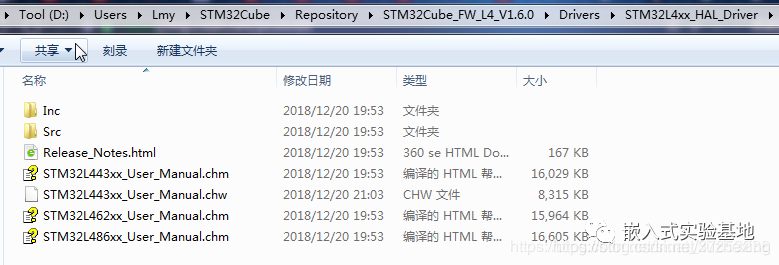 Tool (D:) ▸ Users ▸ Lmy ▸ STM32Cube ▸ Repository ▸ STM32Cube_FW_L4_V1.6.0 ▸ Drivers ▸ STM32L4xx_HAL_Driver ▸
共享 刻录 新建文件夹
名称 修改日期 类型 大小
Inc 2018/12/20 19:53 文件夹
Src 2018/12/20 19:53 文件夹
Release_Notes.html 2018/12/20 19:53 360 se HTML Do... 167 KB
STM32L443xx_User_Manual.chm 2018/12/20 19:53 编译的 HTML 帮... 16,029 KB
STM32L443xx_User_Manual.chw 2018/12/20 21:03 CHW 文件 8,315 KB
STM32L462xx_User_Manual.chm 2018/12/20 19:53 编译的 HTML 帮... 15,964 KB
STM32L486xx_User_Manual.chm 2018/12/20 19:53 编译的 HTML 帮... 16,605 KB
嵌入式实验基地